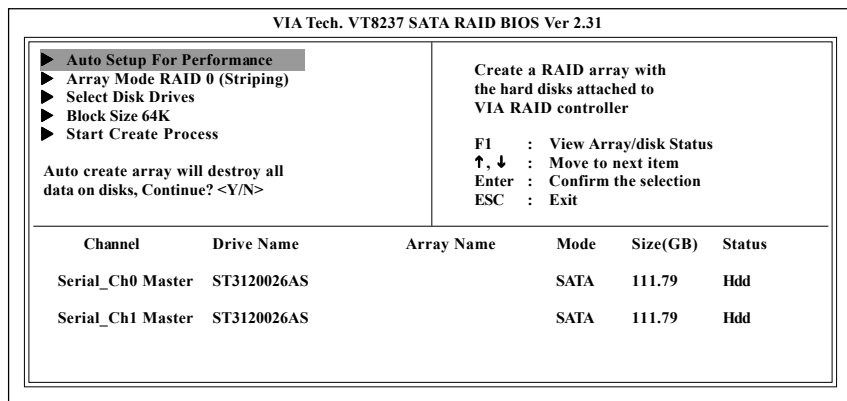 VIA Tech. VT8237 SATA RAID BIOS Ver 2.31
Auto Setup For Performance
Array Mode RAID 0 (Striping)
Select Disk Drives
Block Size 64K
Start Create Process
Auto create array will destroy all
data on disks, Continue? <Y/N>
Create a RAID array with
the hard disks attached to
VIA RAID controller
F1 : View Array/disk Status
↑, ↓ : Move to next item
Enter : Confirm the selection
ESC : Exit
Channel Drive Name Array Name Mode Size(GB) Status
Serial_Ch0 Master ST3120026AS SATA 111.79 Hdd
Serial_Ch1 Master ST3120026AS SATA 111.79 Hdd